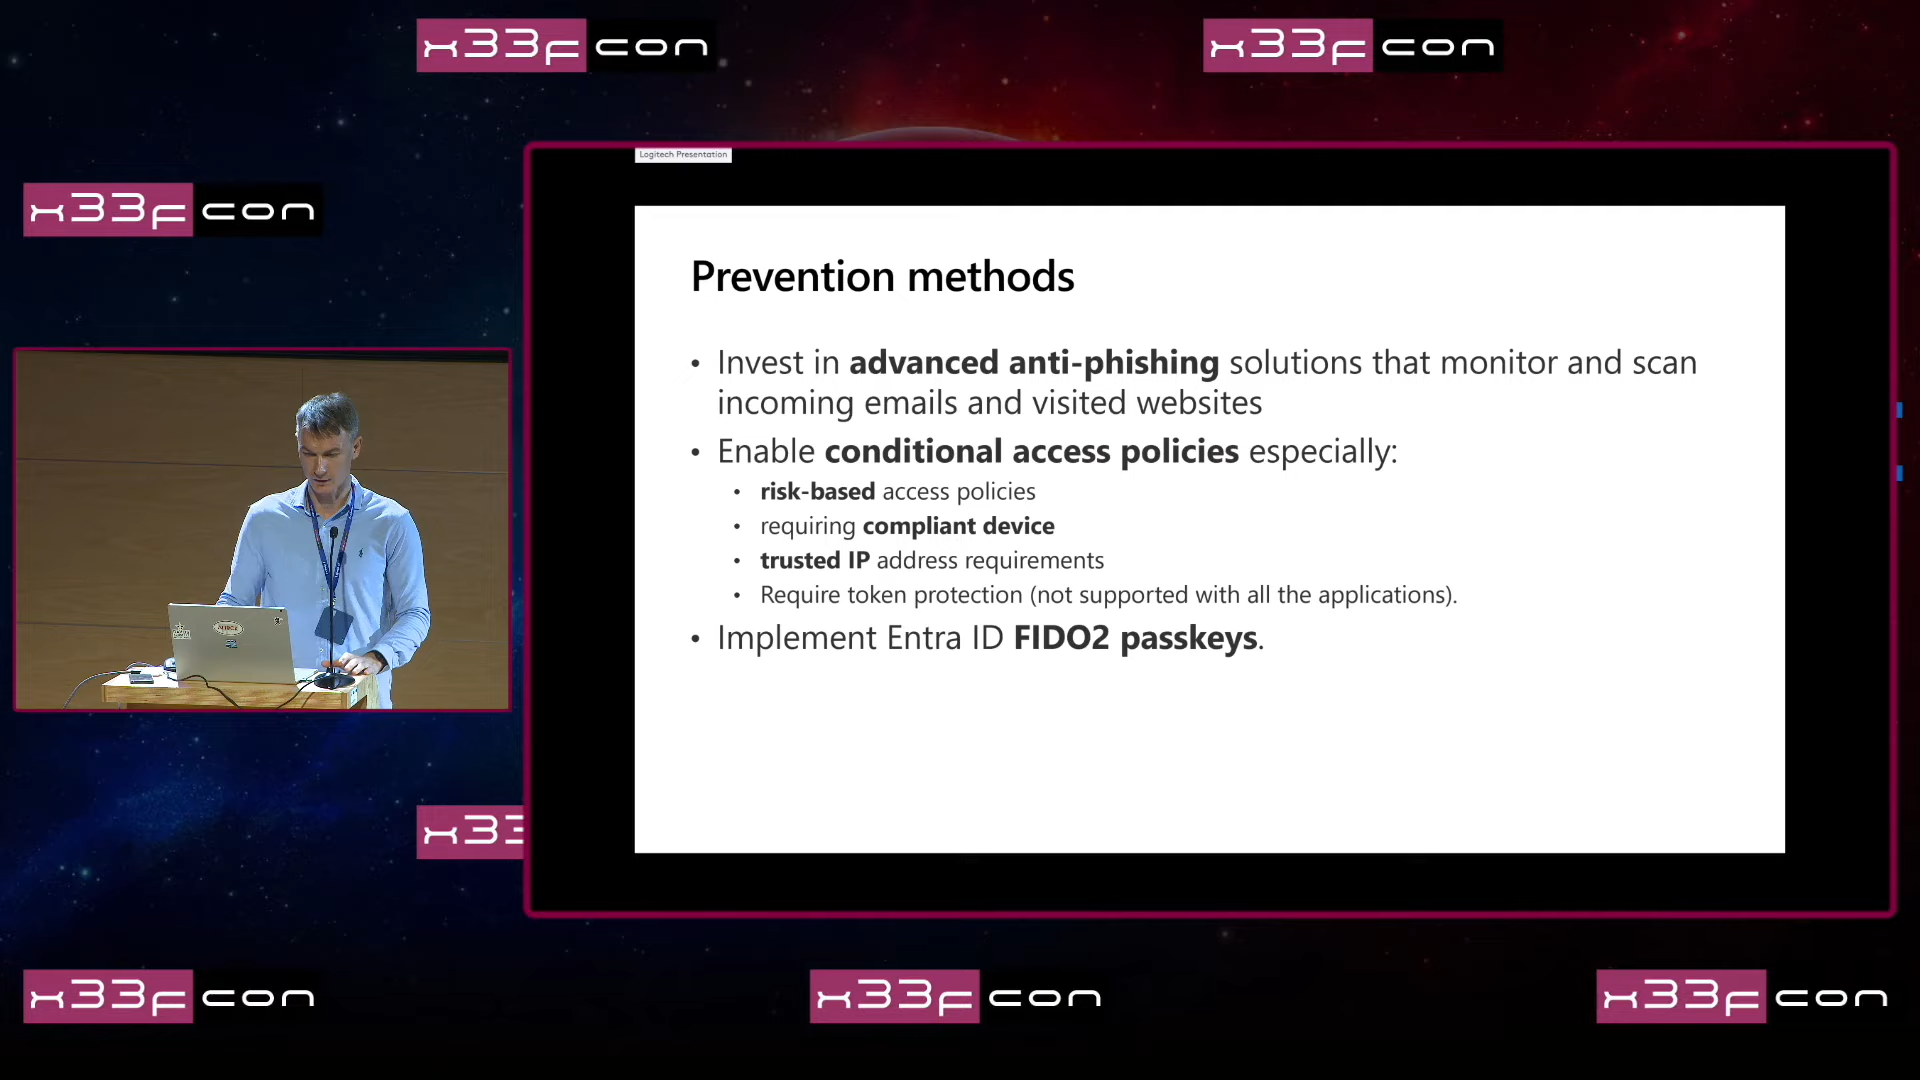 x33fcon
x33fcon
x33fcon
Logitech Presentation
Prevention methods
• Invest in advanced anti-phishing solutions that monitor and scan
incoming emails and visited websites
• Enable conditional access policies especially:
• risk-based access policies
• requiring compliant device
• trusted IP address requirements
• Require token protection (not supported with all the applications).
• Implement Entra ID FIDO2 passkeys.
x33
x33fcon
x33fcon
x33fcon